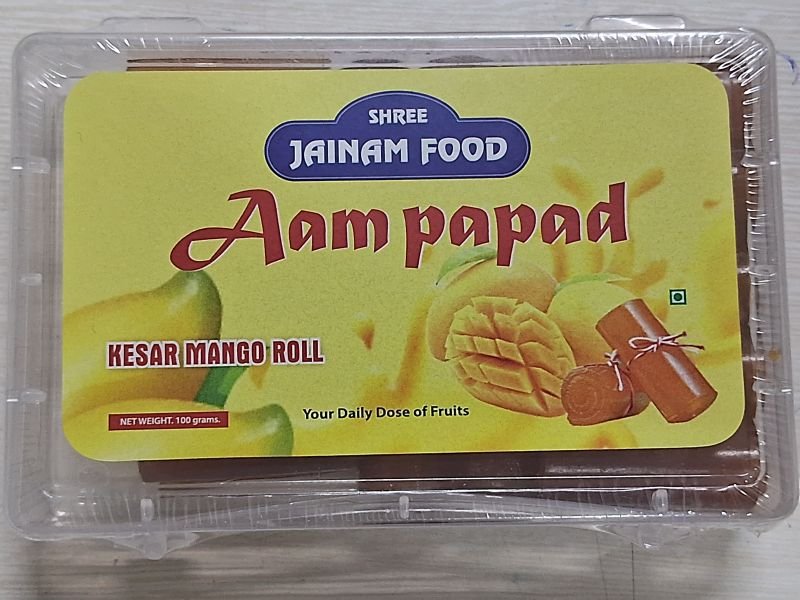 SHREE
JAINAM FOOD
Aam papad
KESAR MANGO ROLL
NET WEIGHT. 100 grams.
Your Daily Dose of Fruits